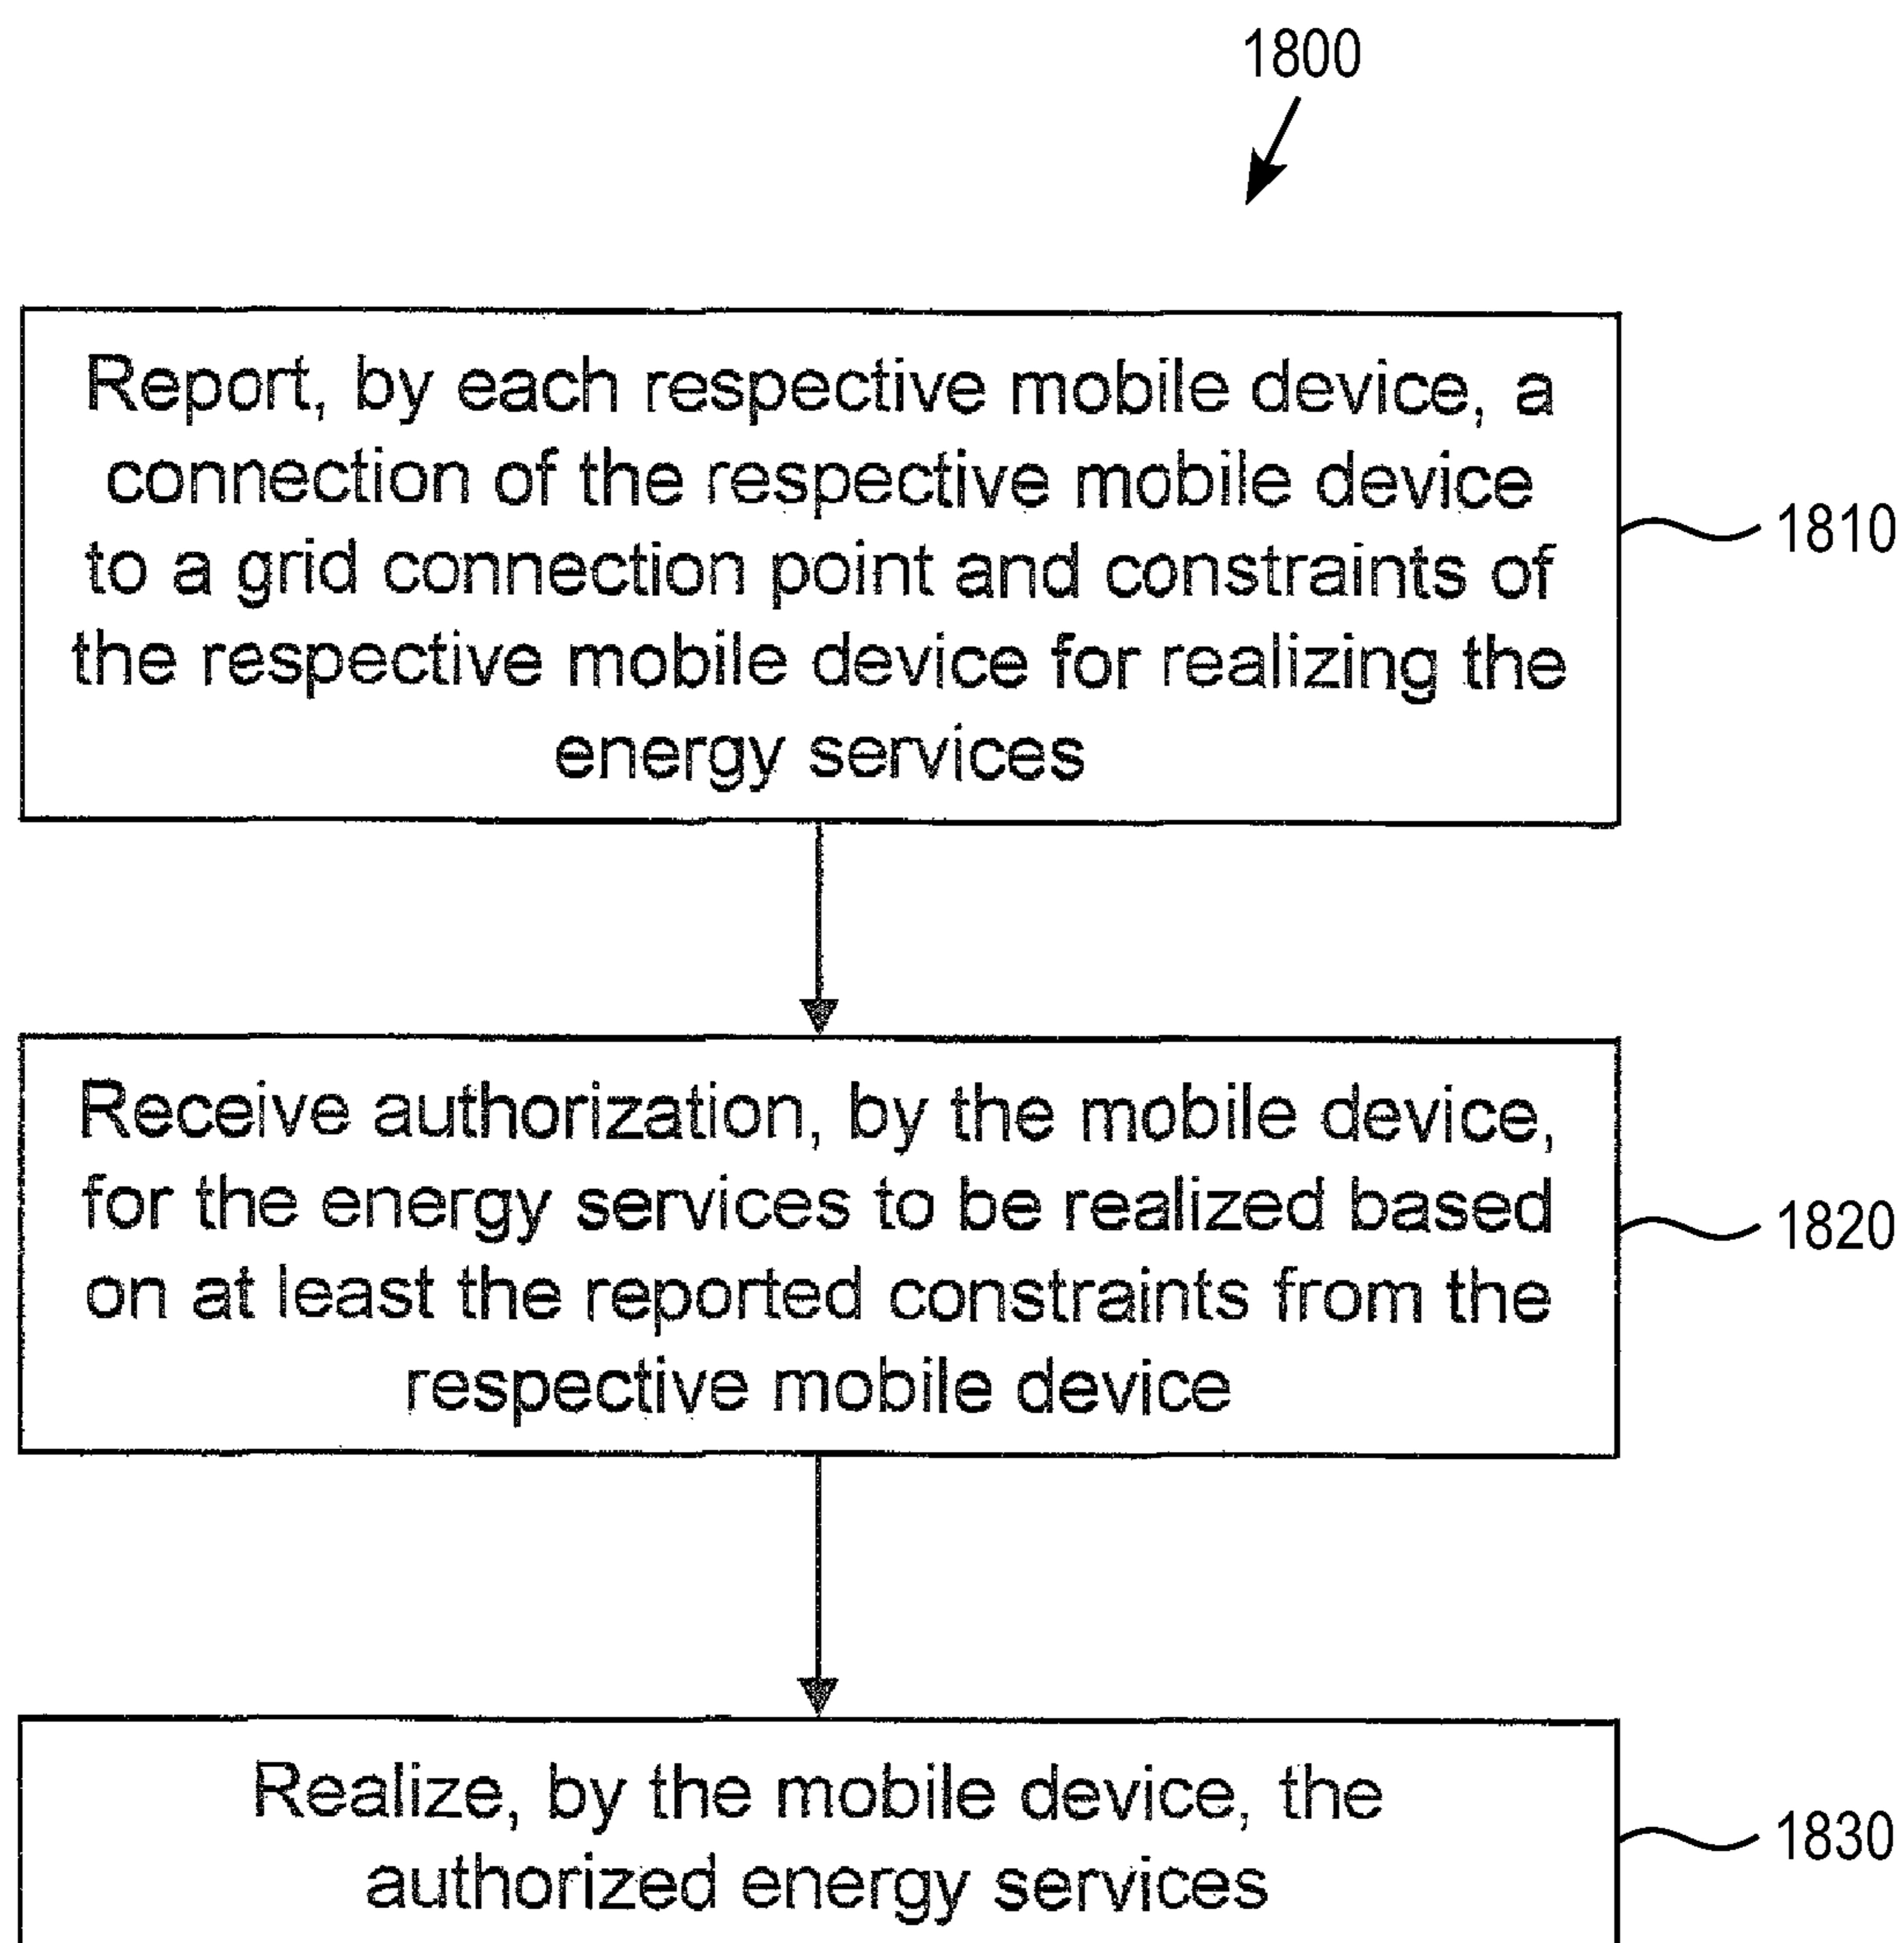 1800
Report, by each respective mobile device, a
connection of the respective mobile device
to a grid connection point and constraints of
the respective mobile device for realizing the
energy services
1810
Receive authorization, by the mobile device,
for the energy services to be realized based
on at least the reported constraints from the
respective mobile device
1820
Realize, by the mobile device, the
authorized energy services
1830